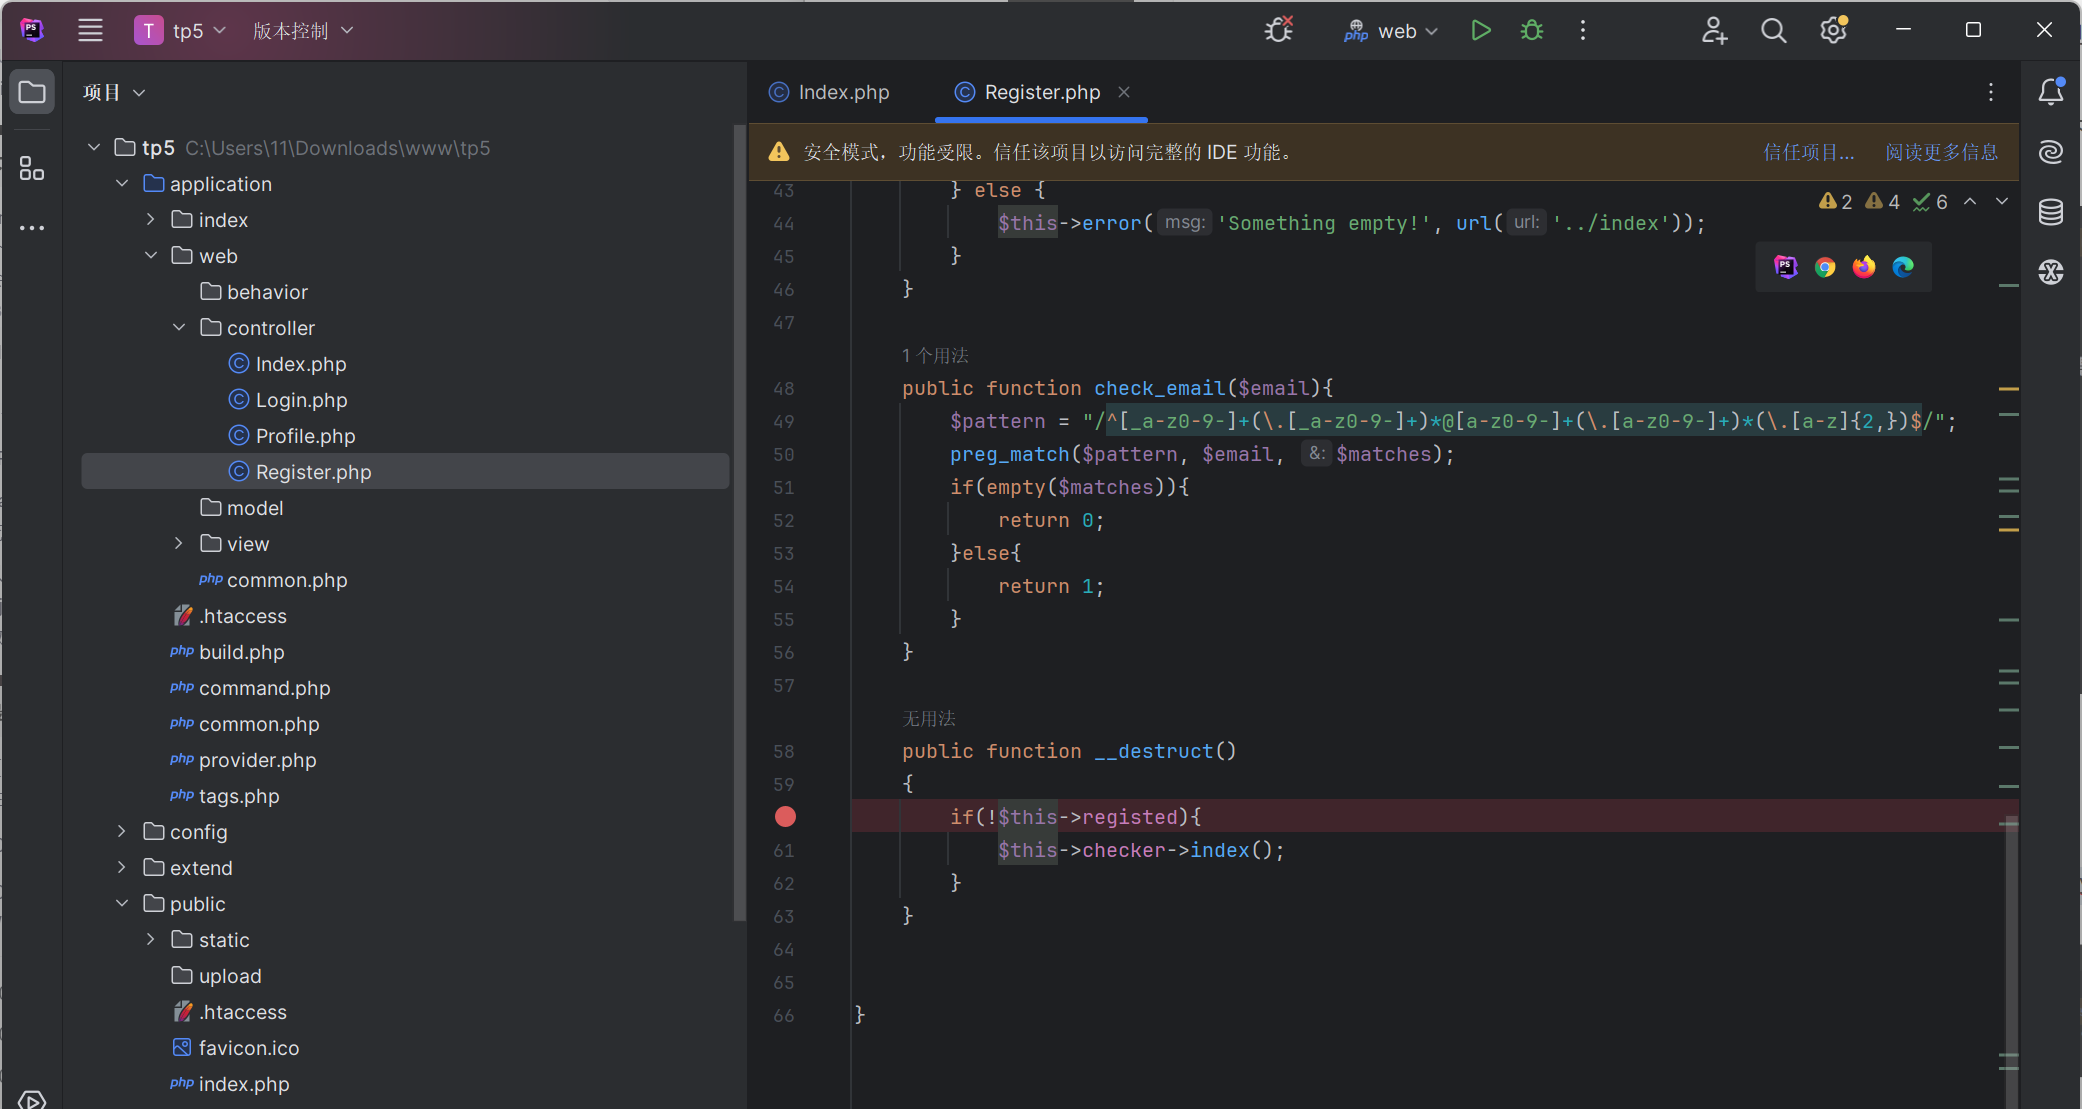 T tp5 版本控制
php web
项目
Index.php Register.php
安全模式，功能受限。信任该项目以访问完整的 IDE 功能。 信任项目... 阅读更多信息
2 4 6
tp5 C:\Users\11\Downloads\www\tp5
application
index
web
behavior
controller
Index.php
Login.php
Profile.php
Register.php
model
view
php common.php
.htaccess
php build.php
php command.php
php common.php
php provider.php
php tags.php
config
extend
public
static
upload
.htaccess
favicon.ico
php index.php
43 } else {
44 $this->error( msg: 'Something empty!', url( url: '../index'));
45 }
46 }
47
1 个用法
48 public function check_email($email){
49 $pattern = "/^[_a-z0-9-]+(\.[_a-z0-9-]+)*@[a-z0-9-]+(\.[a-z0-9-]+)*(\.[a-z]{2,})$/";
50 preg_match($pattern, $email, &: $matches);
51 if(empty($matches)){
52 return 0;
53 }else{
54 return 1;
55 }
56 }
57
无用法
58 public function __destruct()
59 {
if(!$this->registed){
61 $this->checker->index();
62 }
63 }
64
65
66 }